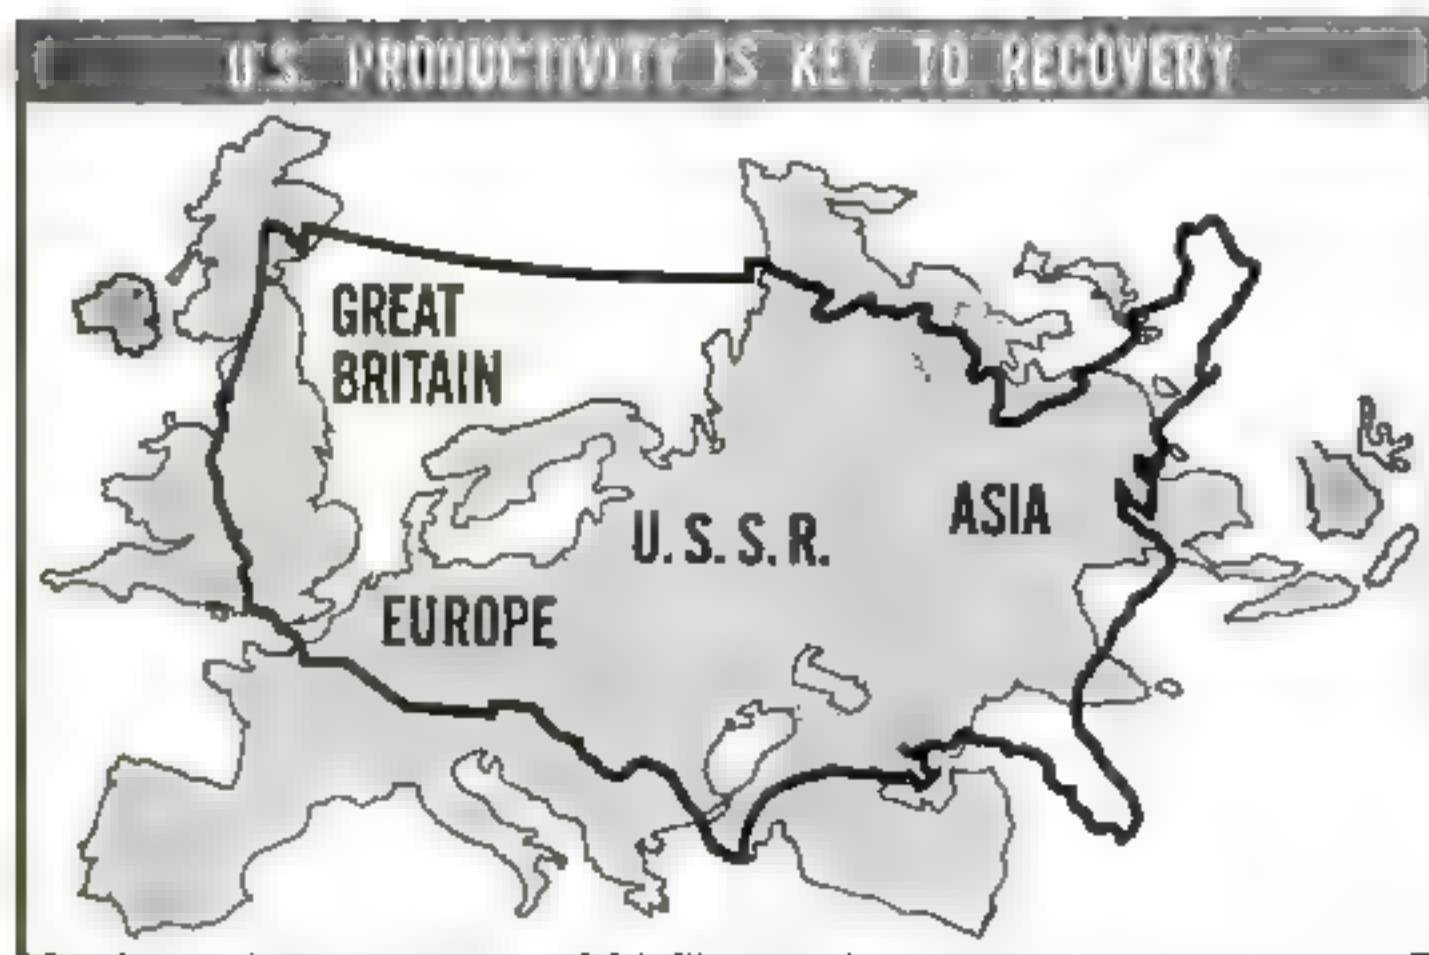 U.S. PRODUCTIVITY IS KEY TO RECOVERY
GREAT
BRITAIN
U.S.S.R.
ASIA
EUROPE